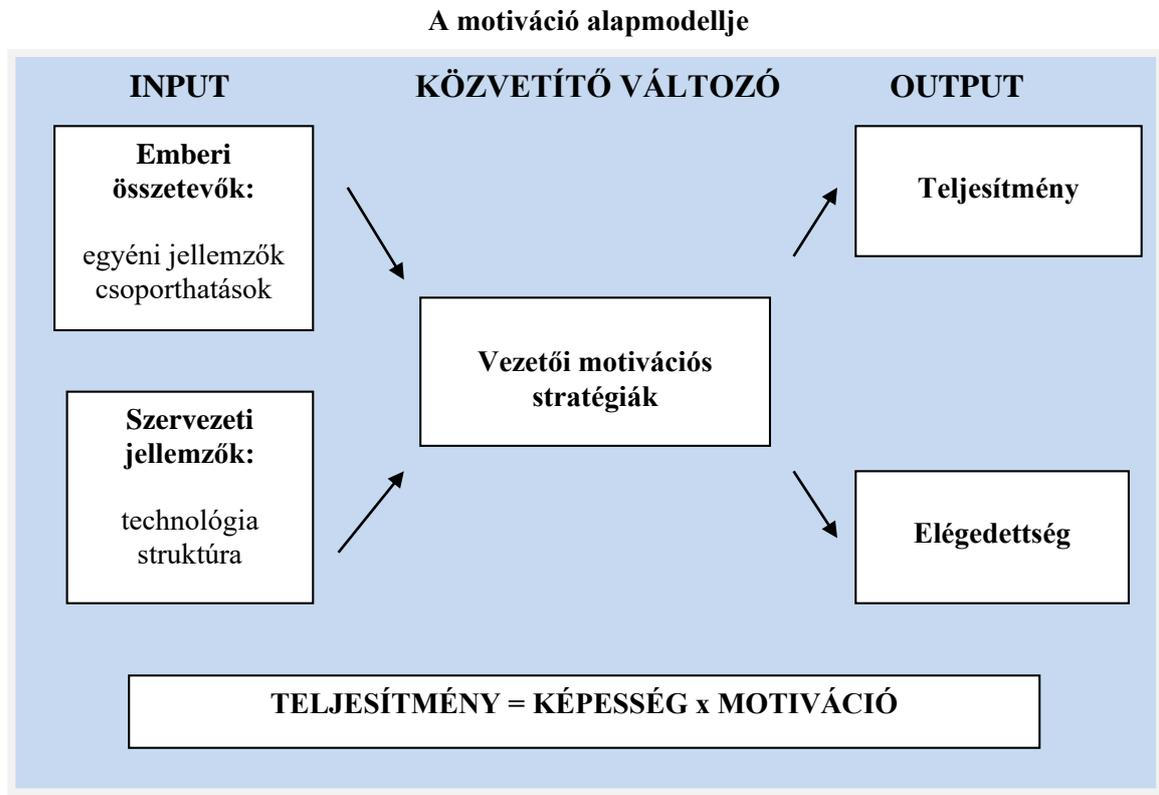 A motiváció alapmodellje
INPUT
KÖZVETÍTŐ VÁLTOZÓ
OUTPUT
Emberi
összetevők:
egyéni jellemzők
csoporthatások
Szervezeti
jellemzők:
technológia
struktúra
Vezetői motivációs
stratégiák
Teljesítmény
Elégedettség
TELJESÍTMÉNY = KÉPESSÉG x MOTIVÁCIÓ